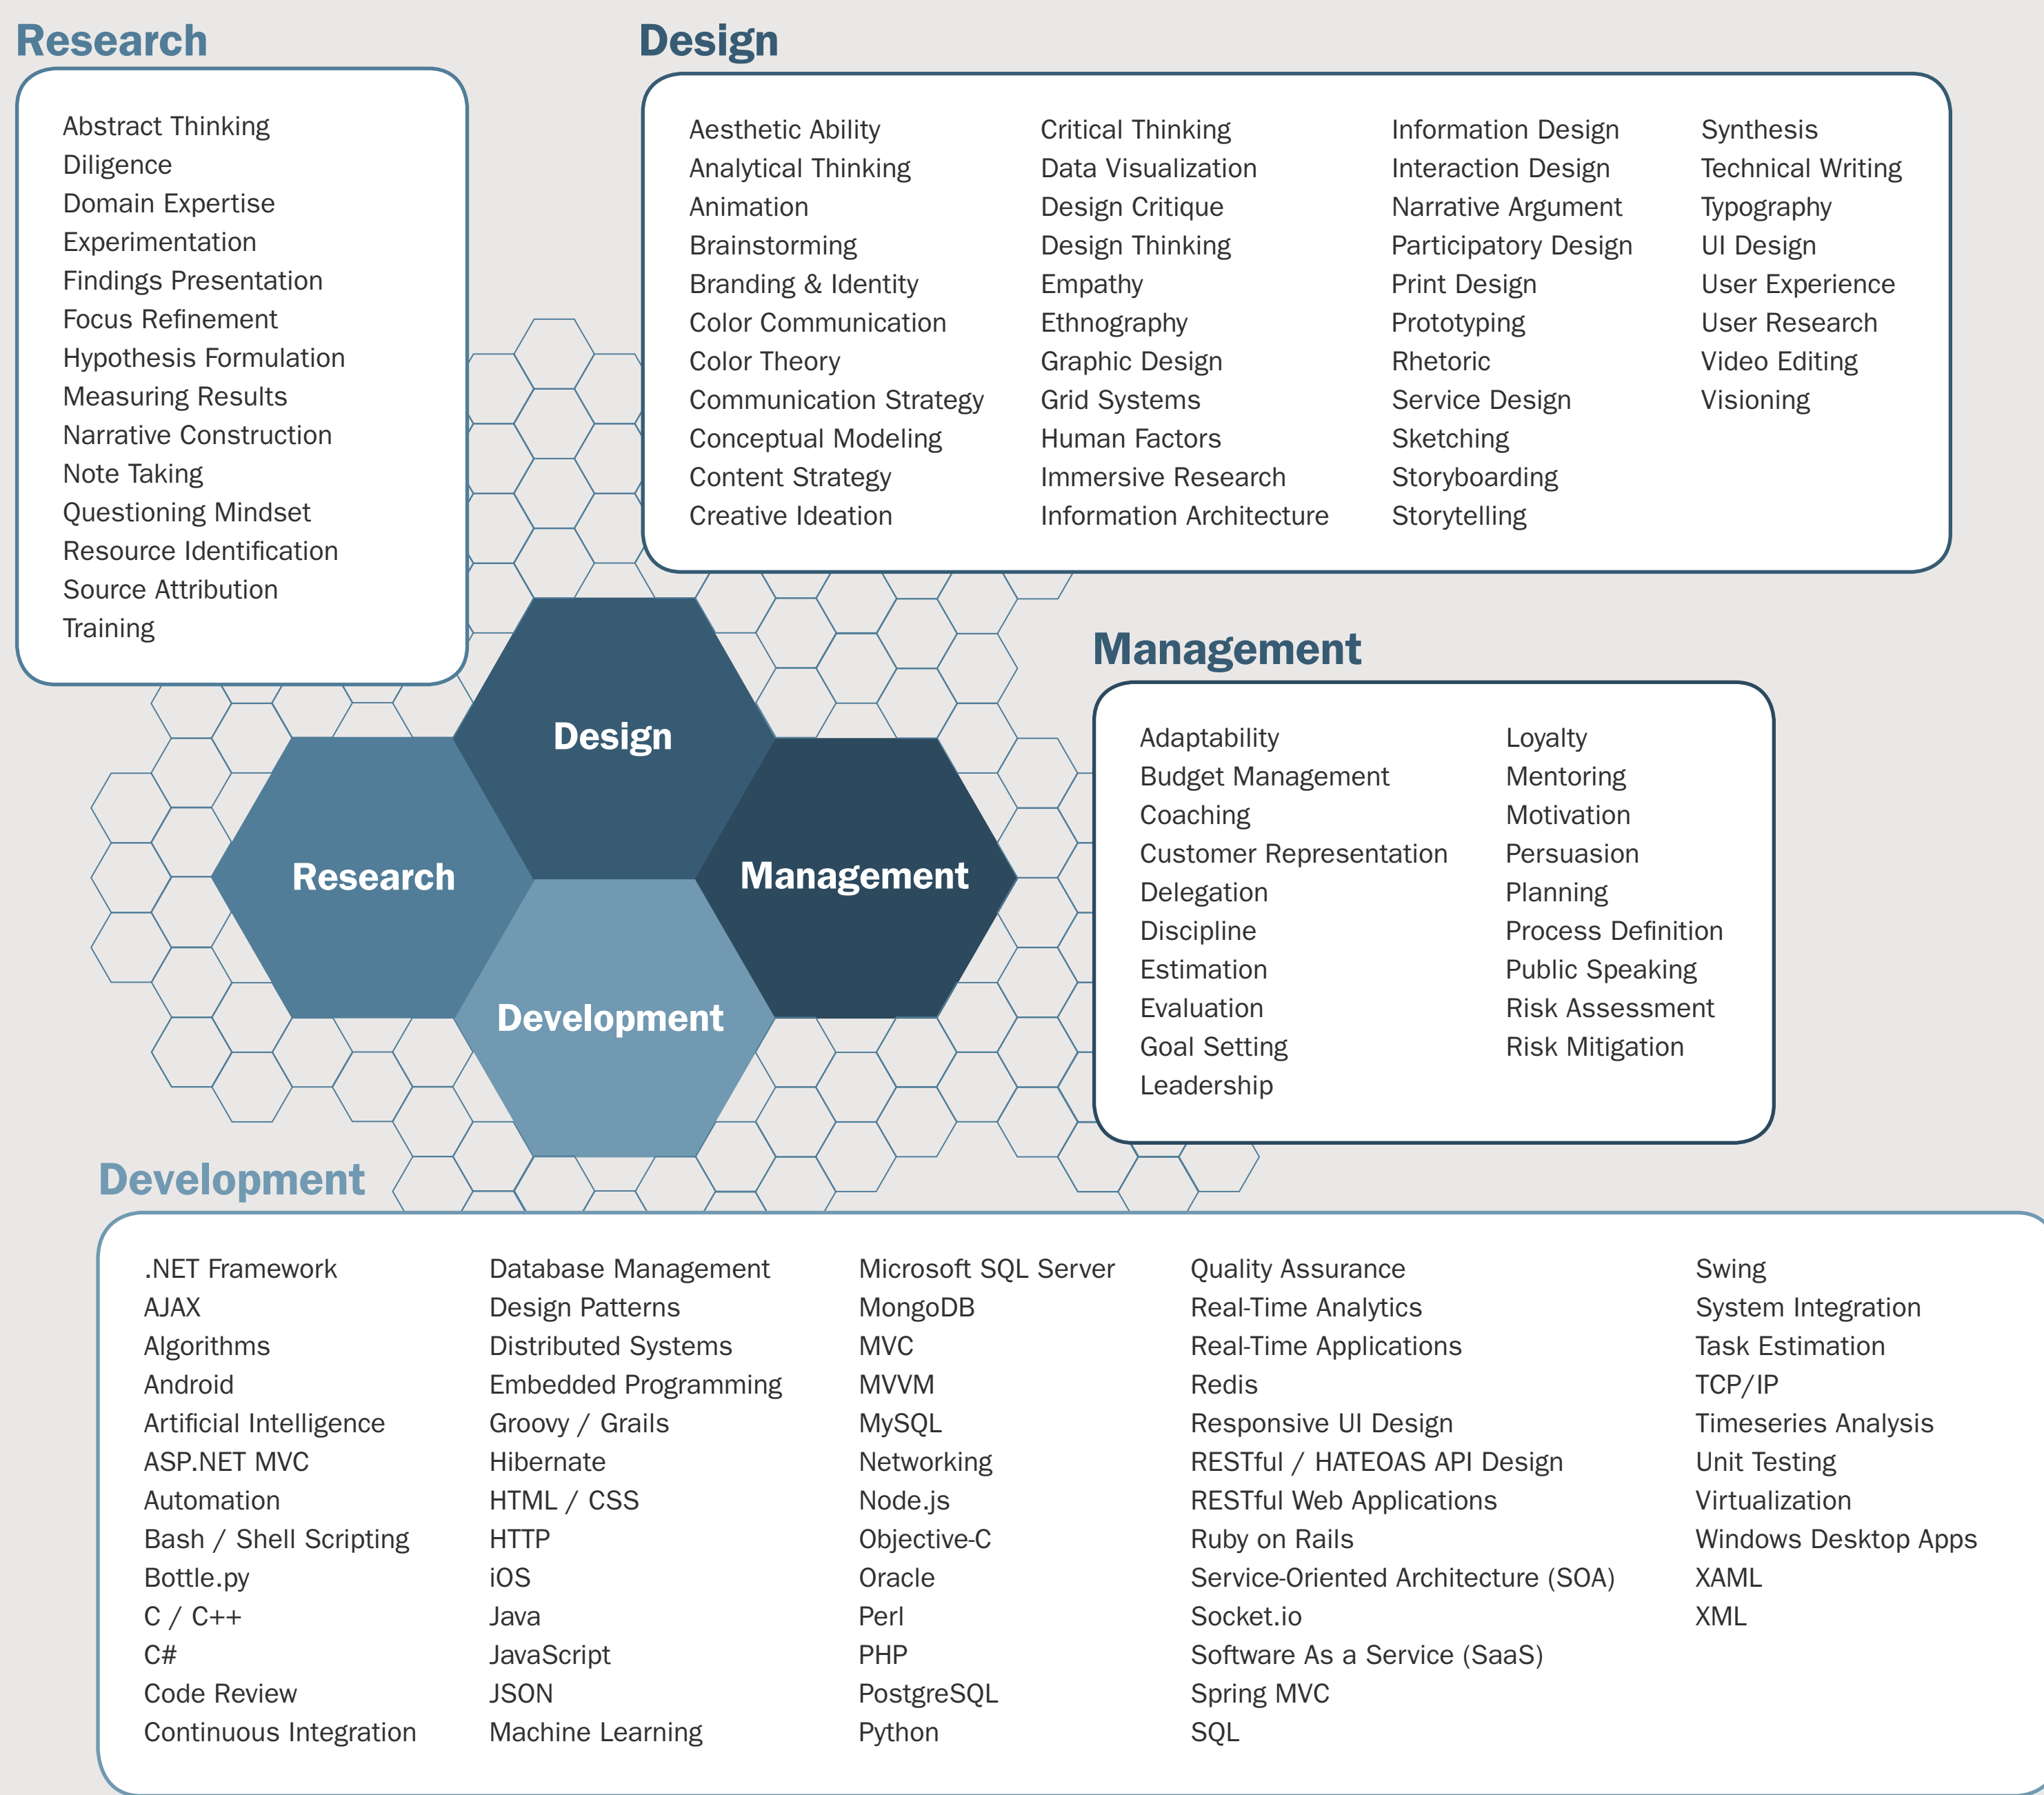 Research
Abstract Thinking
Diligence
Domain Expertise
Experimentation
Findings Presentation
Focus Refinement
Hypothesis Formulation
Measuring Results
Narrative Construction
Note Taking
Questioning Mindset
Resource Identification
Source Attribution
Training
Design
Aesthetic Ability
Analytical Thinking
Animation
Brainstorming
Branding & Identity
Color Communication
Color Theory
Communication Strategy
Conceptual Modeling
Content Strategy
Creative Ideation
Critical Thinking
Data Visualization
Design Critique
Design Thinking
Empathy
Ethnography
Graphic Design
Grid Systems
Human Factors
Immersive Research
Information Architecture
Information Design
Interaction Design
Narrative Argument
Participatory Design
Print Design
Prototyping
Rhetoric
Service Design
Sketching
Storyboarding
Storytelling
Synthesis
Technical Writing
Typography
UI Design
User Experience
User Research
Video Editing
Visioning
Design
Research
Management
Development
Management
Adaptability
Budget Management
Coaching
Customer Representation
Delegation
Discipline
Estimation
Evaluation
Goal Setting
Leadership
Loyalty
Mentoring
Motivation
Persuasion
Planning
Process Definition
Public Speaking
Risk Assessment
Risk Mitigation
Development
.NET Framework
AJAX
Algorithms
Android
Artificial Intelligence
ASP.NET MVC
Automation
Bash / Shell Scripting
Bottle.py
C / C++
C#
Code Review
Continuous Integration
Database Management
Design Patterns
Distributed Systems
Embedded Programming
Groovy / Grails
Hibernate
HTML / CSS
HTTP
iOS
Java
JavaScript
JSON
Machine Learning
Microsoft SQL Server
MongoDB
MVC
MVVM
MySQL
Networking
Node.js
Objective-C
Oracle
Perl
PHP
PostgreSQL
Python
Quality Assurance
Real-Time Analytics
Real-Time Applications
Redis
Responsive UI Design
RESTful / HATEOAS API Design
RESTful Web Applications
Ruby on Rails
Service-Oriented Architecture (SOA)
Socket.io
Software As a Service (SaaS)
Spring MVC
SQL
Swing
System Integration
Task Estimation
TCP/IP
Timeseries Analysis
Unit Testing
Virtualization
Windows Desktop Apps
XAML
XML